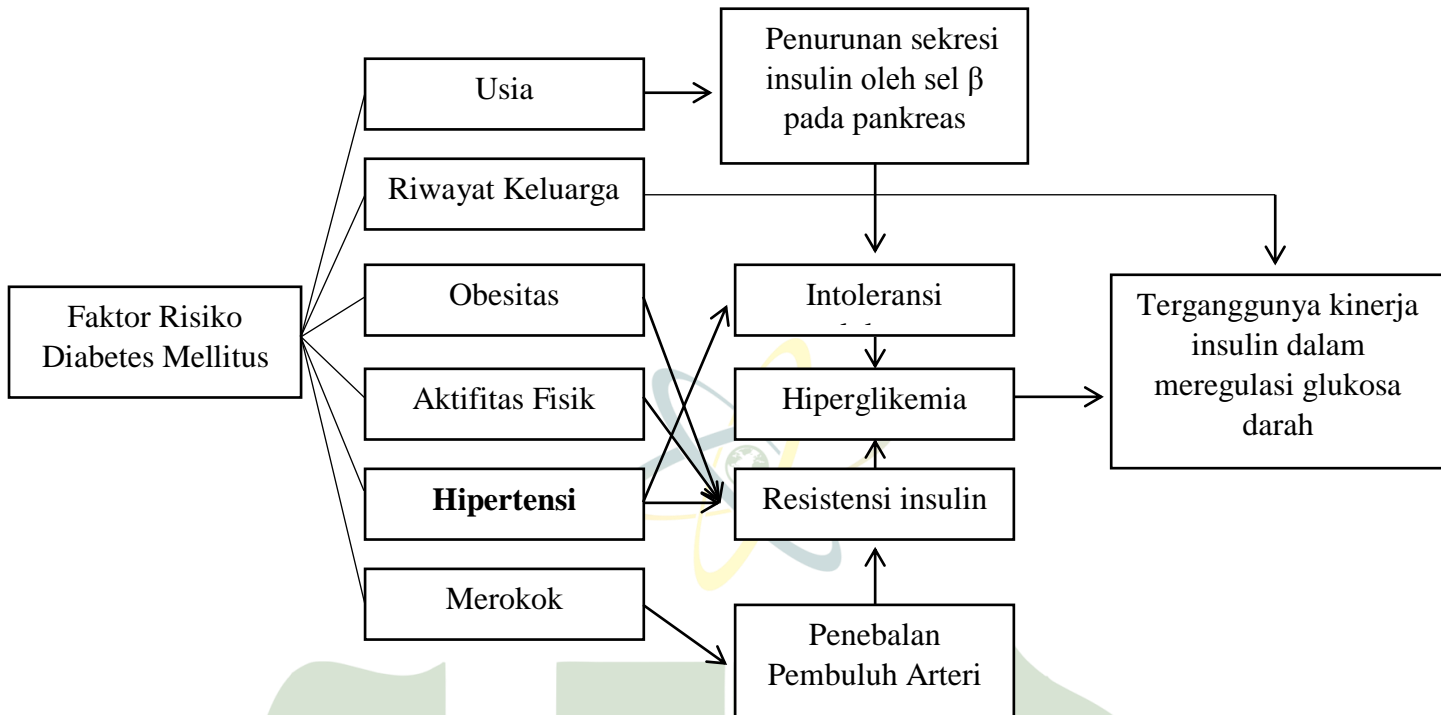 Penurunan sekresi
insulin oleh sel β
pada pankreas
Usia
Riwayat Keluarga
Obesitas
Intoleransi
Faktor Risiko
Diabetes Mellitus
Terganggunya kinerja
insulin dalam
meregulasi glukosa
darah
Aktifitas Fisik
Hiperglikemia
Hipertensi
Resistensi insulin
Merokok
Penebalan
Pembuluh Arteri